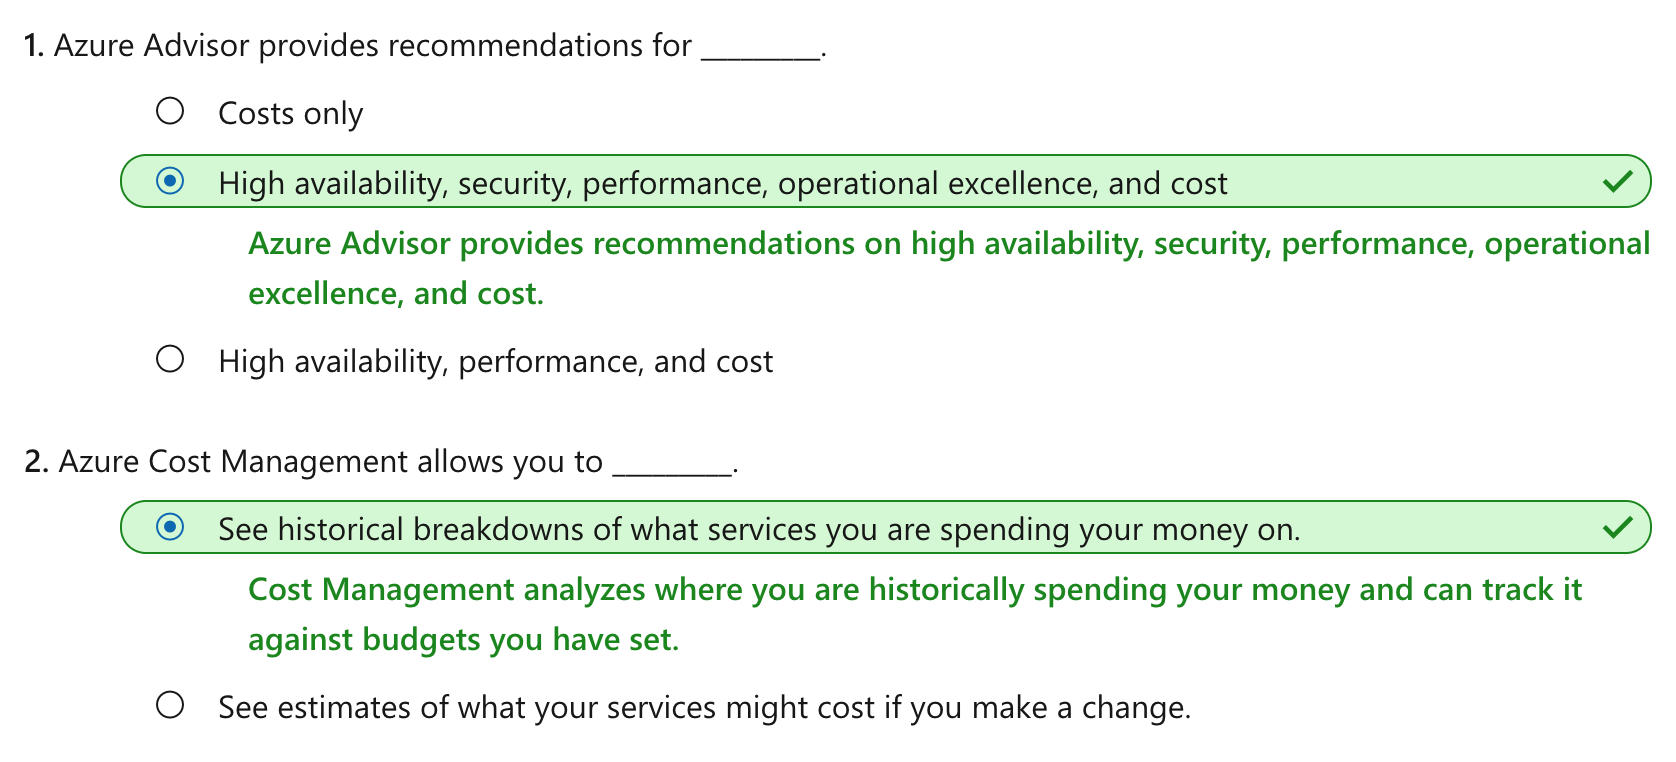 1. Azure Advisor provides recommendations for _________.
Costs only
High availability, security, performance, operational excellence, and cost
Azure Advisor provides recommendations on high availability, security, performance, operational
excellence, and cost.
High availability, performance, and cost
2. Azure Cost Management allows you to _________.
See historical breakdowns of what services you are spending your money on.
Cost Management analyzes where you are historically spending your money and can track it
against budgets you have set.
See estimates of what your services might cost if you make a change.